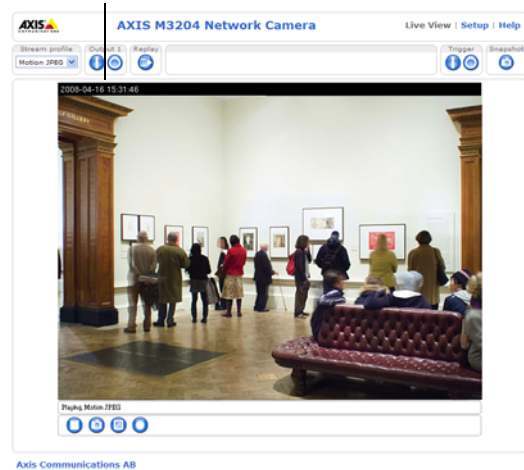 AXIS
COMMUNICATIONS
AXIS M3204 Network Camera
Live View | Setup | Help
Stream profile
Output 1
Replay
Trigger
Snapshot
Motion JPEG
2008-04-16 15:31:46
Playing, Motion JPEG
Axis Communications AB